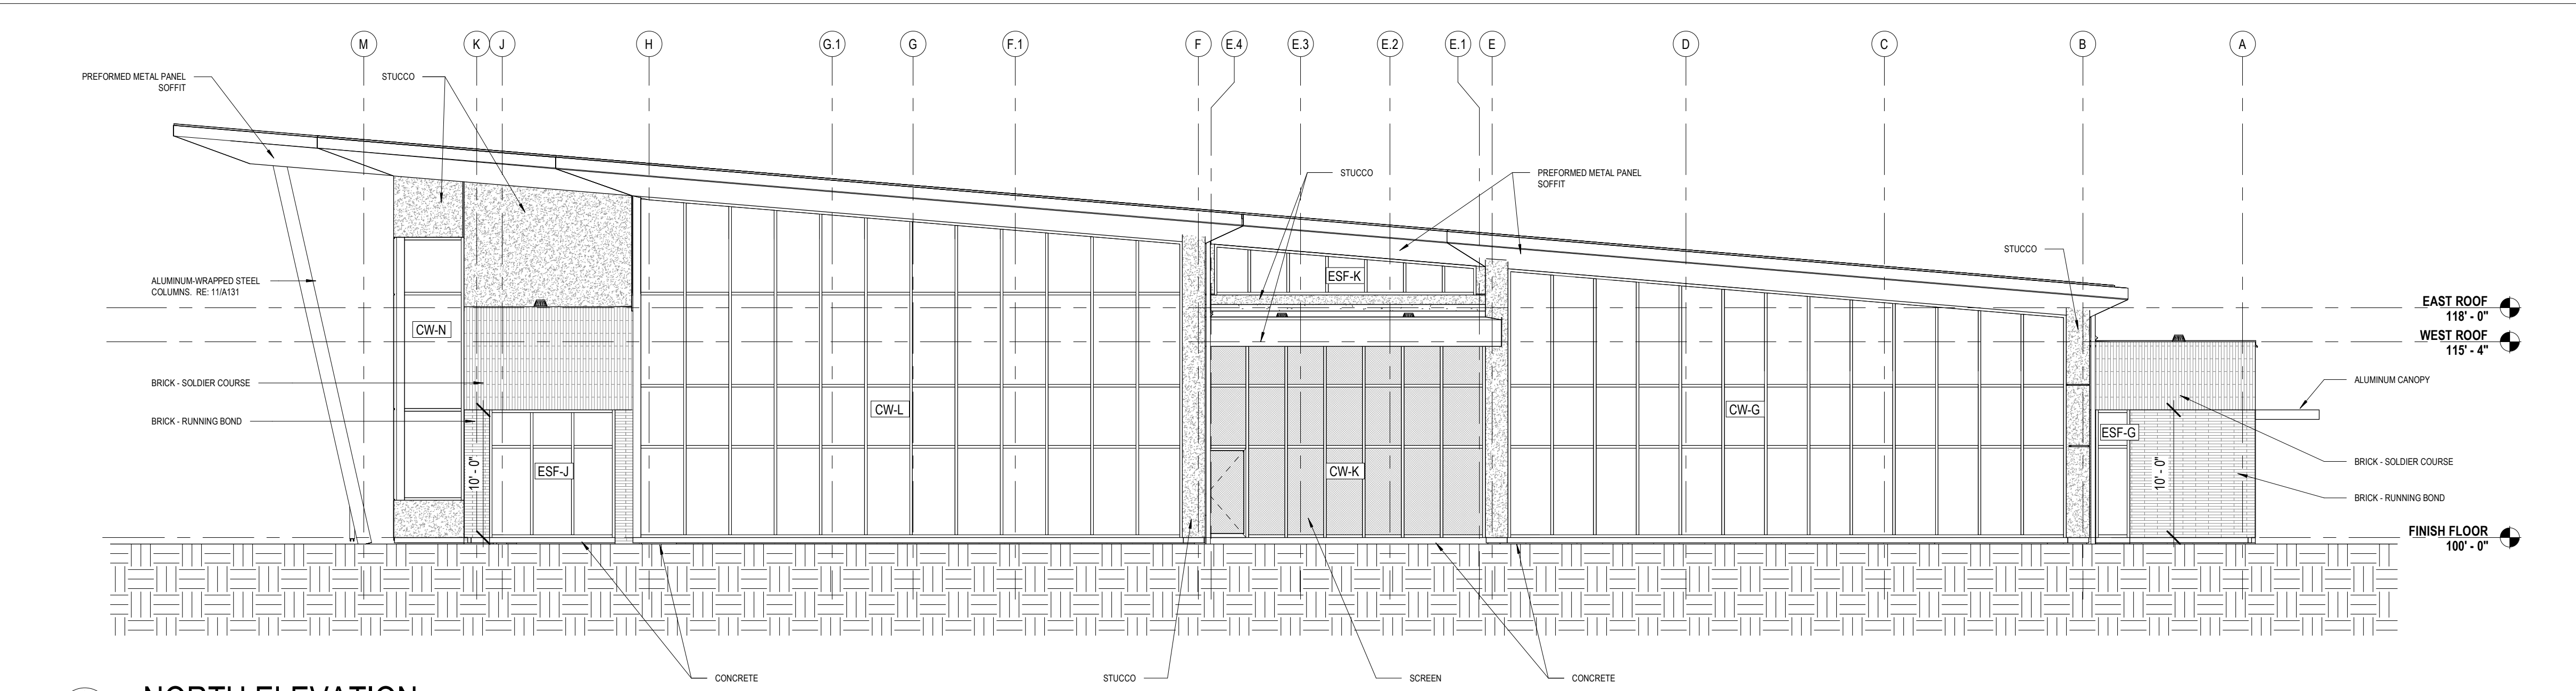 M K J H G.1 G F.1 F E.4 E.3 E.2 E.1 E D C B A
PREFORMED METAL PANEL
SOFFIT
STUCCO
STUCCO
PREFORMED METAL PANEL
SOFFIT
STUCCO
ALUMINUM-WRAPPED STEEL
COLUMNS. RE: 11/A131
ESF-K
EAST ROOF
118' - 0"
CW-N
WEST ROOF
115' - 4"
BRICK - SOLDIER COURSE
ALUMINUM CANOPY
CW-L
CW-G
BRICK - RUNNING BOND
ESF-G
10' - 0"
ESF-J
CW-K
10' - 0"
BRICK - SOLDIER COURSE
BRICK - RUNNING BOND
FINISH FLOOR
100' - 0"
CONCRETE
STUCCO
SCREEN
CONCRETE
NORTH ELEVATION